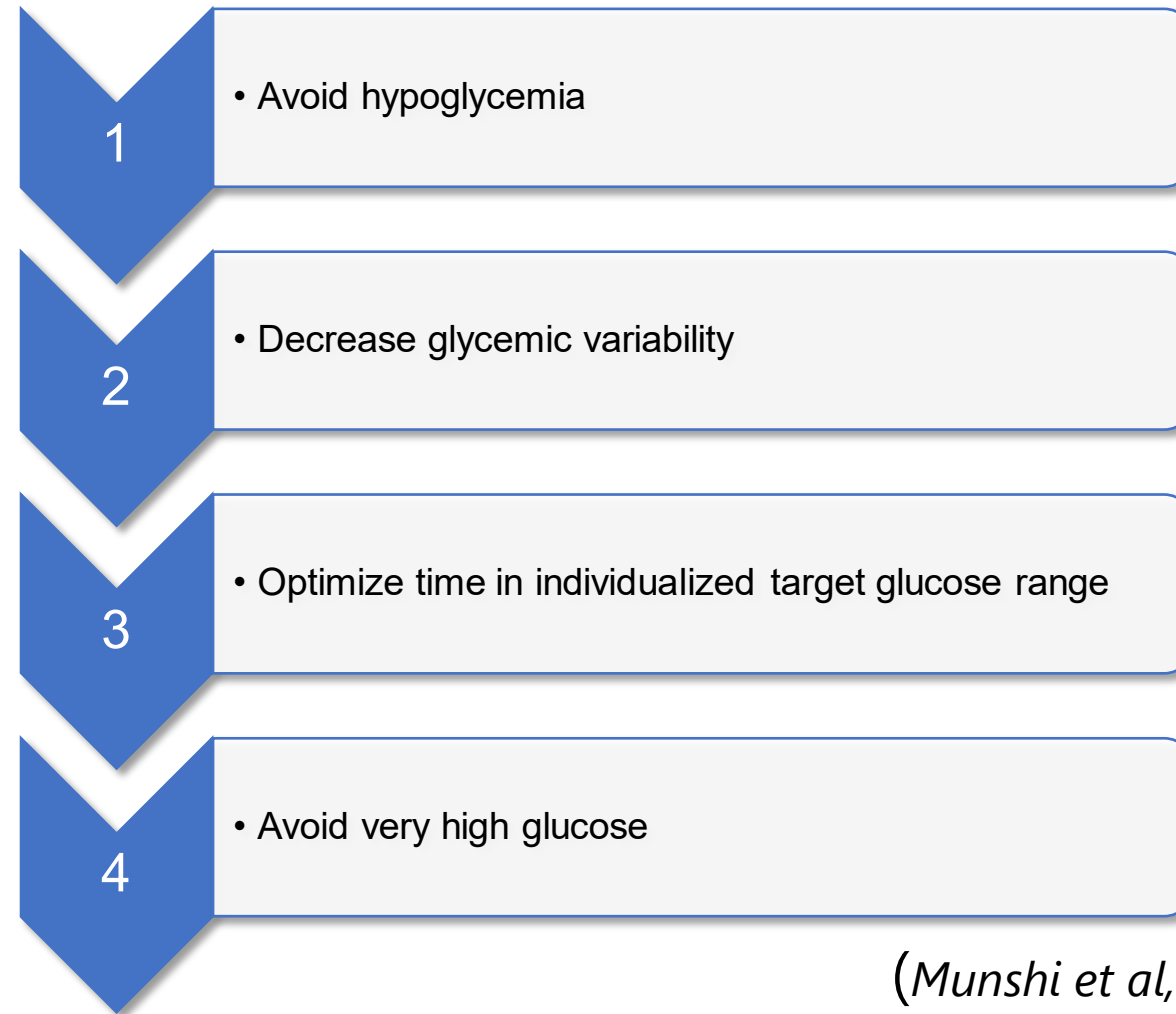 1
• Avoid hypoglycemia
2
• Decrease glycemic variability
3
• Optimize time in individualized target glucose range
4
• Avoid very high glucose
(Munshi et al,